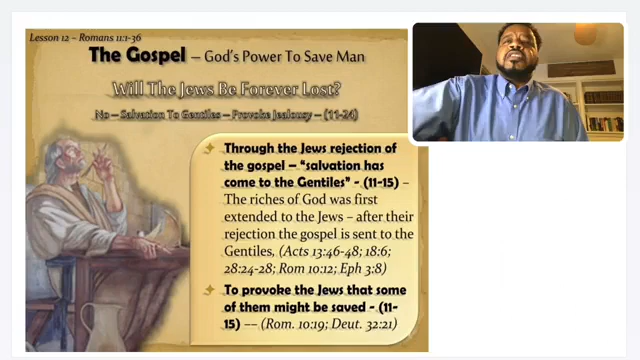 Lesson 12 – Romans 11:1-36
The Gospel – God's Power To Save Man
Will The Jews Be Forever Lost?
No – Salvation To Gentiles – Provoke Jealousy – (11-24)
Through the Jews rejection of
the gospel – "salvation has
come to the Gentiles" - (11-15) –
The riches of God was first
extended to the Jews – after their
rejection the gospel is sent to the
Gentiles, (Acts 13:46-48; 18:6;
28:24-28; Rom 10:12; Eph 3:8)
To provoke the Jews that some
of them might be saved - (11-
15) –– (Rom. 10:19; Deut. 32:21)